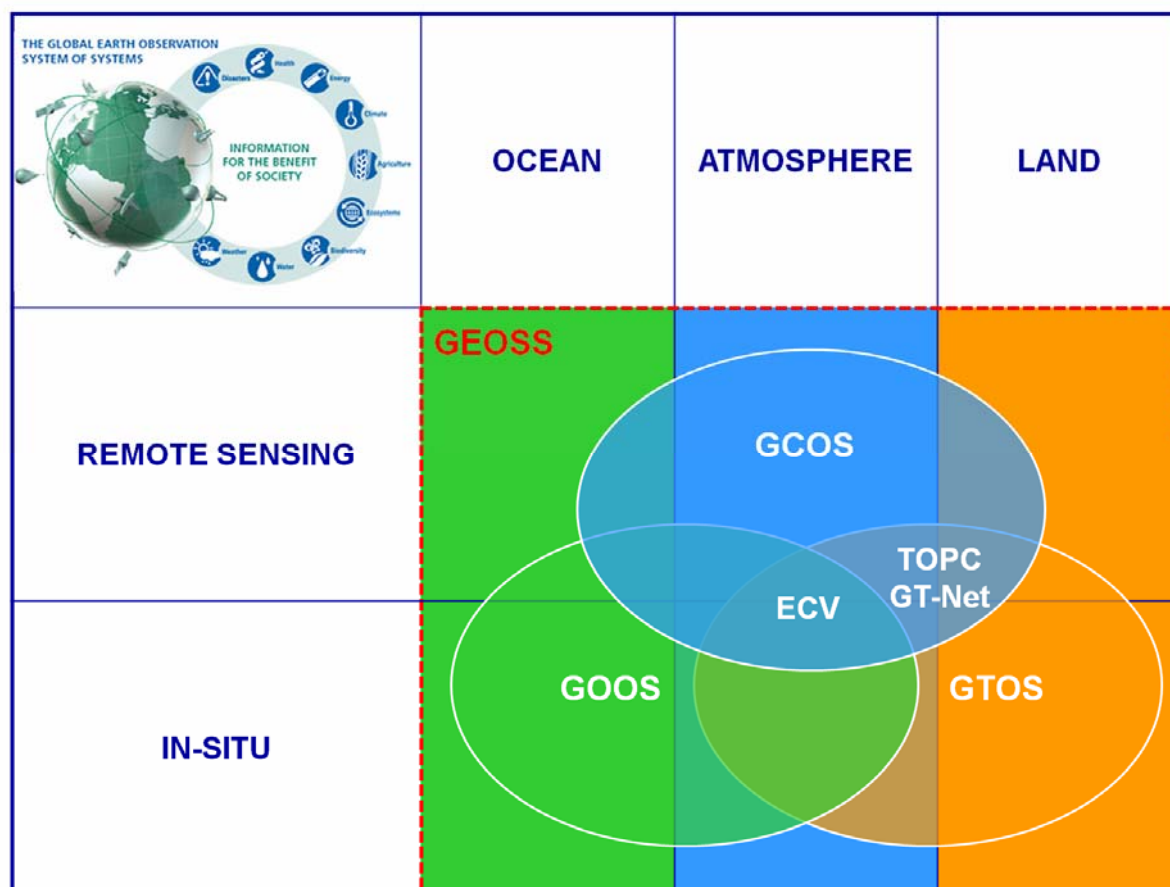 THE GLOBAL EARTH OBSERVATION
SYSTEM OF SYSTEMS
Disasters
Health
Energy
Climate
Agriculture
Ecosystems
Biodiversity
Water
Weather
INFORMATION
FOR THE BENEFIT
OF SOCIETY
OCEAN
ATMOSPHERE
LAND
GEOSS
REMOTE SENSING
GCOS
TOPC
GT-Net
ECV
GOOS
GTOS
IN-SITU